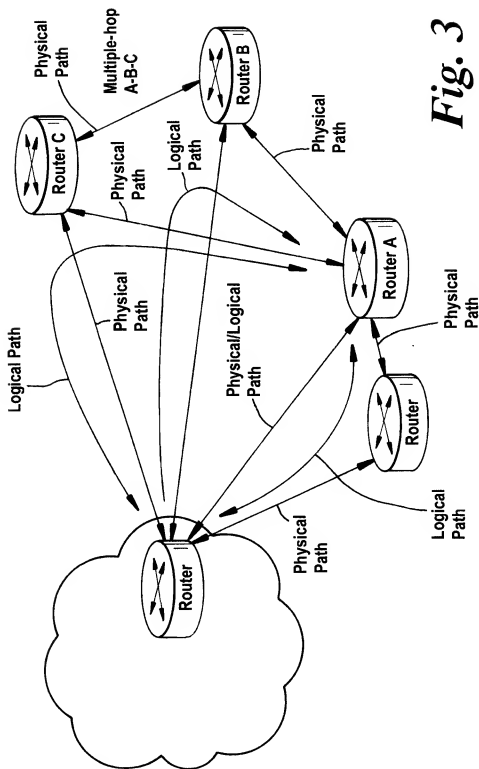 Logical Path
Physical
Path
Router C
Multiple-hop
A-B-C
Physical
Path
Physical
Path
Logical
Path
Router
Physical/Logical
Path
Router B
Physical
Path
Physical
Path
Router A
Router
Logical
Path
Physical
Path
Fig. 3